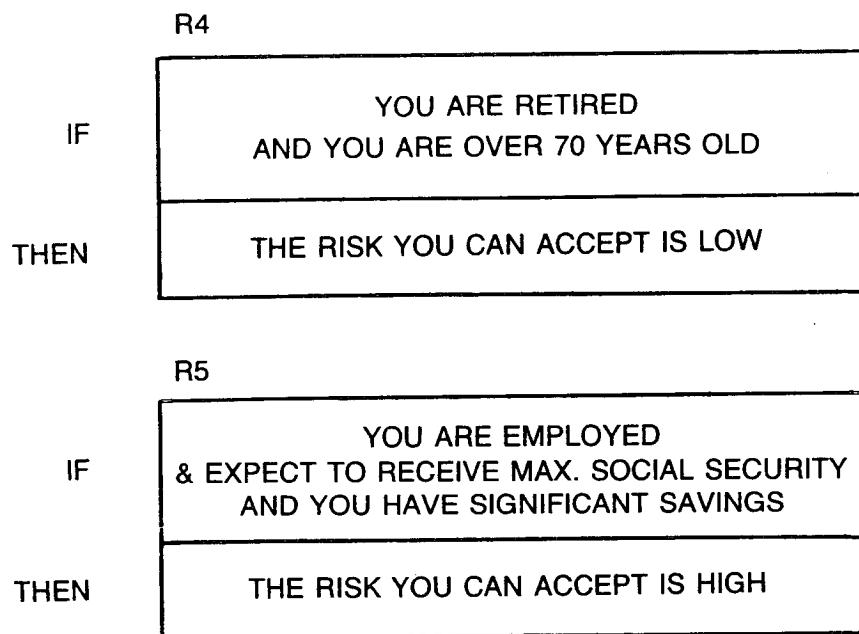 R4
IF
YOU ARE RETIRED
AND YOU ARE OVER 70 YEARS OLD
THEN
THE RISK YOU CAN ACCEPT IS LOW
R5
IF
YOU ARE EMPLOYED
& EXPECT TO RECEIVE MAX. SOCIAL SECURITY
AND YOU HAVE SIGNIFICANT SAVINGS
THEN
THE RISK YOU CAN ACCEPT IS HIGH